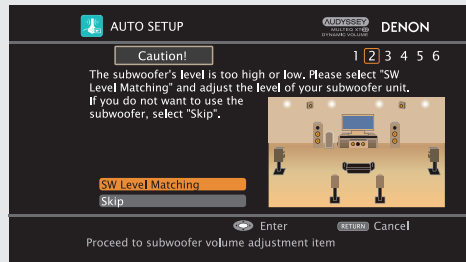 AUTO SETUP
AUDYSSEY
MULTEQ XT32
DYNAMIC VOLUME
DENON
Caution!
1 2 3 4 5 6
The subwoofer's level is too high or low. Please select "SW
Level Matching" and adjust the level of your subwoofer unit.
If you do not want to use the
subwoofer, select "Skip".
SW Level Matching
Skip
Enter
RETURN Cancel
Proceed to subwoofer volume adjustment item